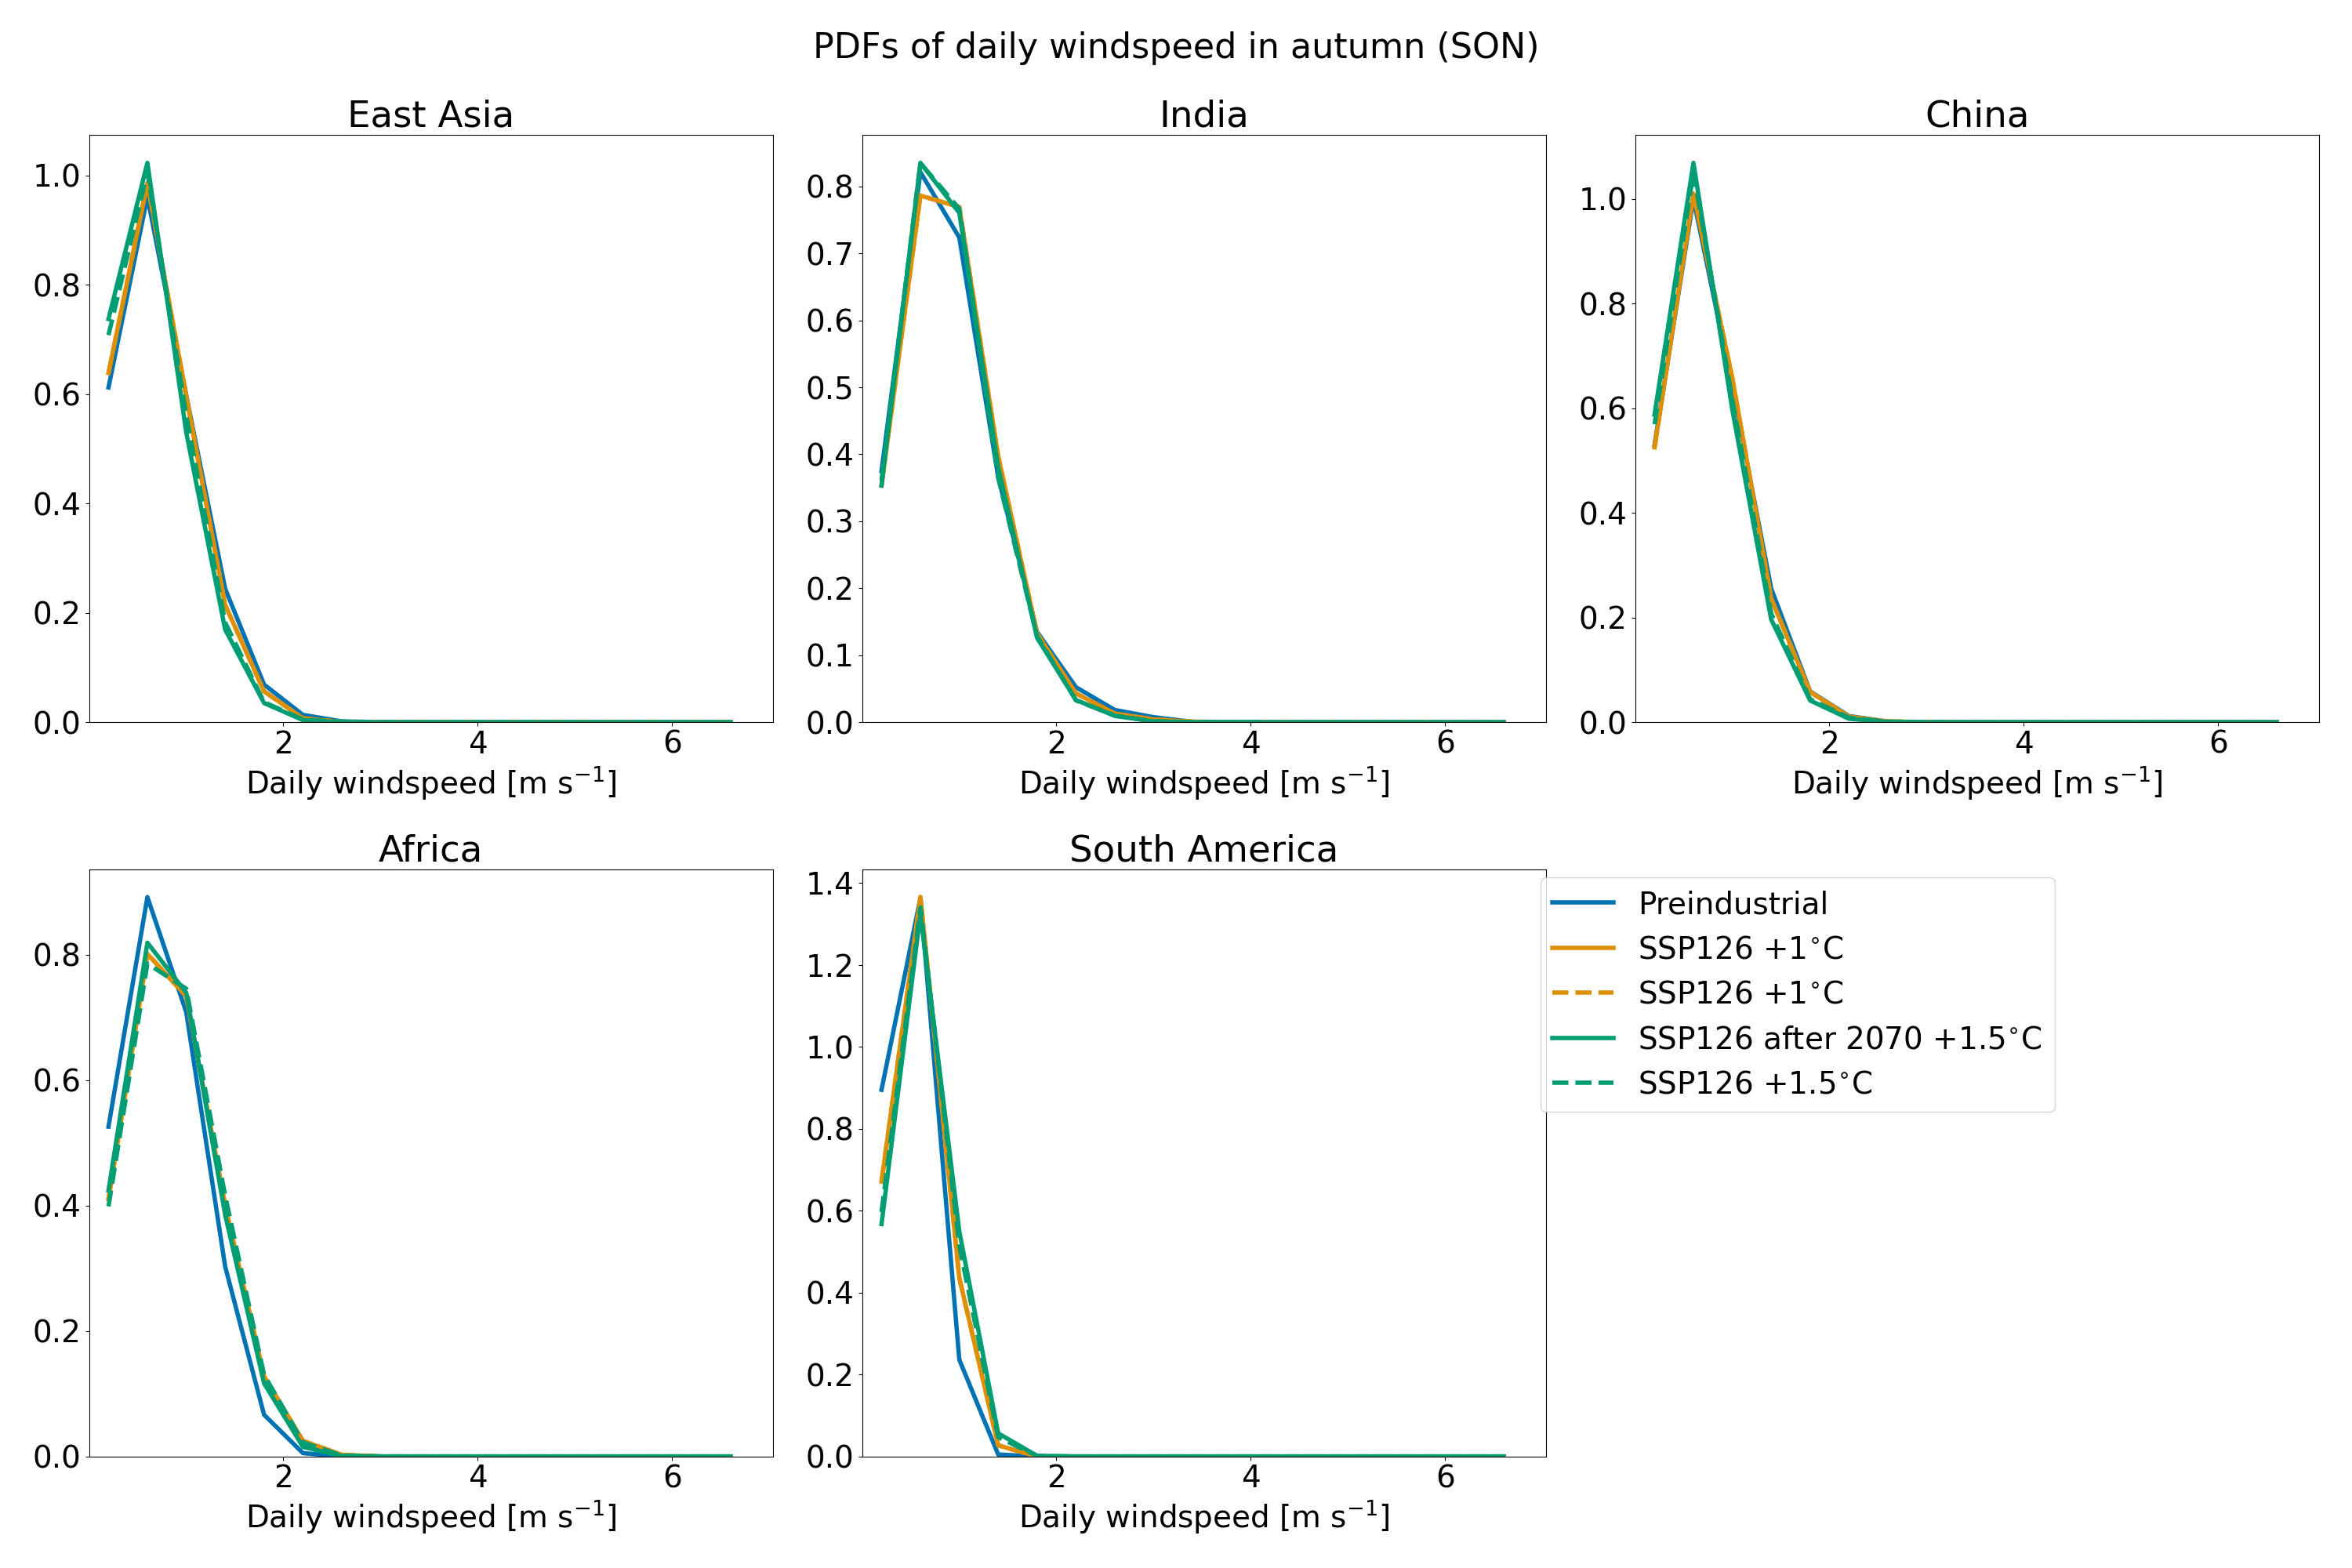 PDFs of daily windspeed in autumn (SON)
East Asia
1.0
0.8
0.6
0.4
0.2
0.0
2 4 6
Daily windspeed [m s⁻¹]
India
0.8
0.7
0.6
0.5
0.4
0.3
0.2
0.1
0.0
2 4 6
Daily windspeed [m s⁻¹]
China
1.0
0.8
0.6
0.4
0.2
0.0
2 4 6
Daily windspeed [m s⁻¹]
Africa
0.8
0.6
0.4
0.2
0.0
2 4 6
Daily windspeed [m s⁻¹]
South America
1.4
1.2
1.0
0.8
0.6
0.4
0.2
0.0
2 4 6
Daily windspeed [m s⁻¹]
Preindustrial
SSP126 +1°C
SSP126 +1°C
SSP126 after 2070 +1.5°C
SSP126 +1.5°C